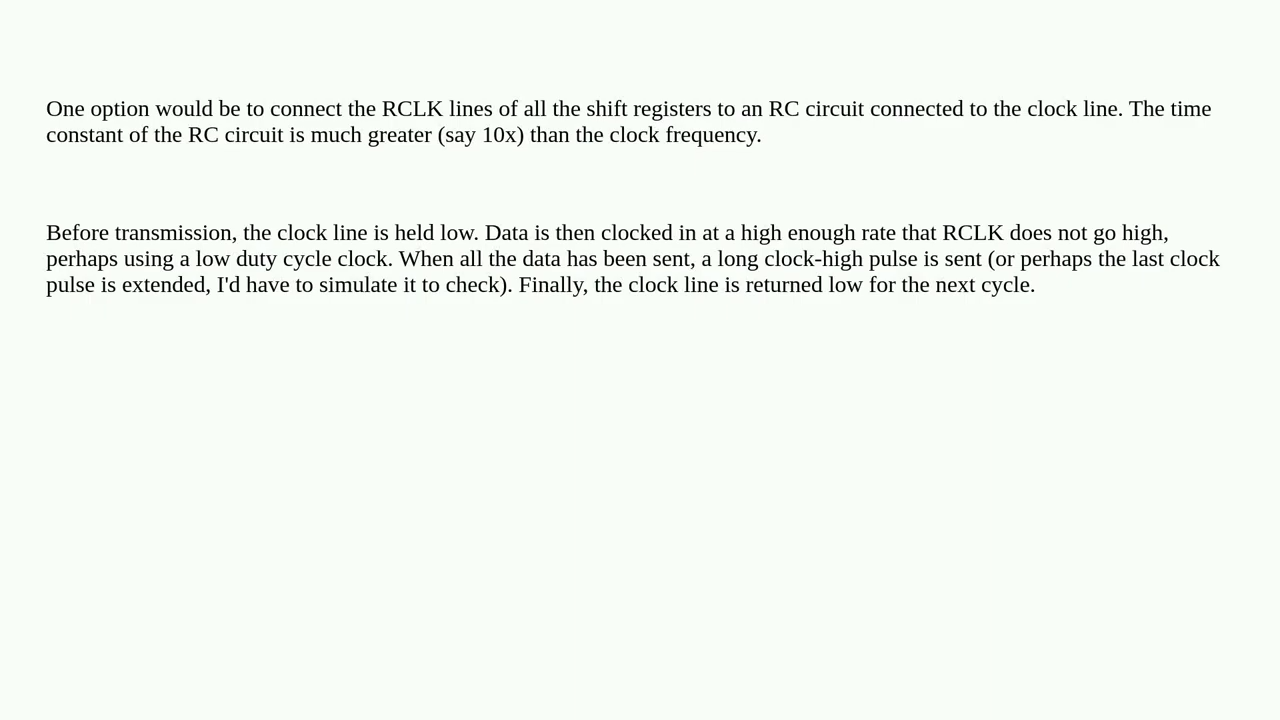 One option would be to connect the RCLK lines of all the shift registers to an RC circuit connected to the clock line. The time
constant of the RC circuit is much greater (say 10x) than the clock frequency.
Before transmission, the clock line is held low. Data is then clocked in at a high enough rate that RCLK does not go high,
perhaps using a low duty cycle clock. When all the data has been sent, a long clock-high pulse is sent (or perhaps the last clock
pulse is extended, I'd have to simulate it to check). Finally, the clock line is returned low for the next cycle.